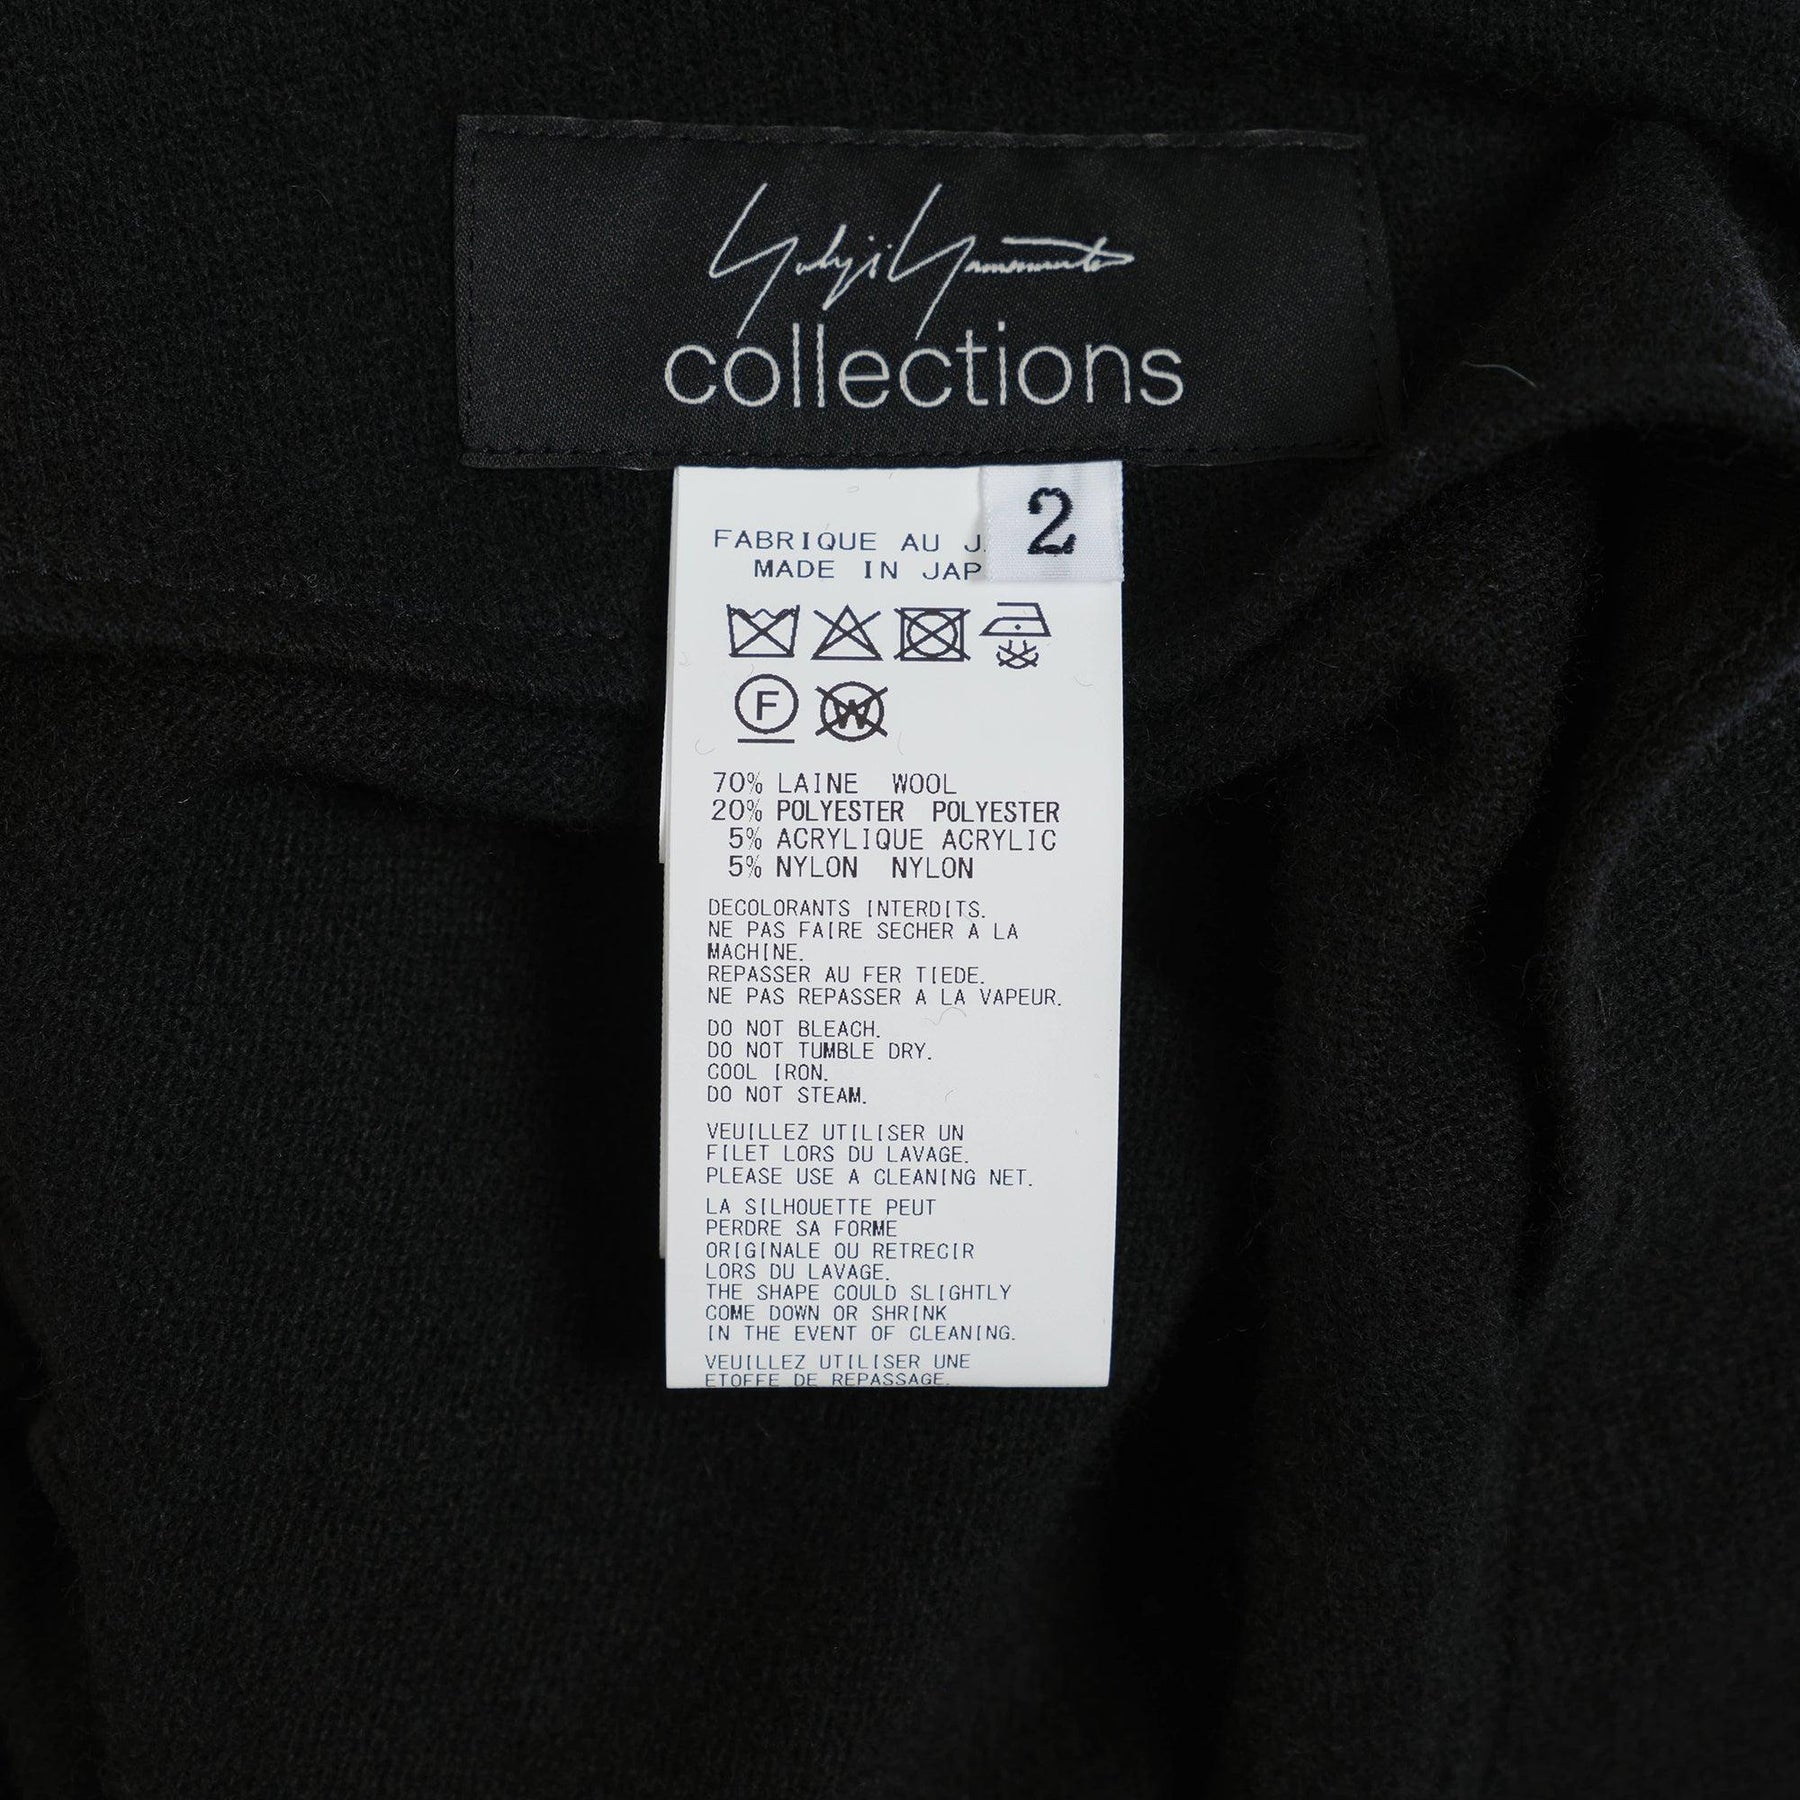 Yohji Yamamoto
collections
2
FABRIQUE AU J
MADE IN JAP
F
W
70% LAINE WOOL
20% POLYESTER POLYESTER
5% ACRYLIQUE ACRYLIC
5% NYLON NYLON
DECOLORANTS INTERDITS.
NE PAS FAIRE SECHER A LA
MACHINE.
REPASSER AU FER TIEDE.
NE PAS REPASSER A LA VAPEUR.
DO NOT BLEACH.
DO NOT TUMBLE DRY.
COOL IRON.
DO NOT STEAM.
VEUILLEZ UTILISER UN
FILET LORS DU LAVAGE.
PLEASE USE A CLEANING NET.
LA SILHOUETTE PEUT
PERDRE SA FORME
ORIGINALE OU RETRECIR
LORS DU LAVAGE.
THE SHAPE COULD SLIGHTLY
COME DOWN OR SHRINK
IN THE EVENT OF CLEANING.
VEUILLEZ UTILISER UNE
ETOFFE DE REPASSAGE.